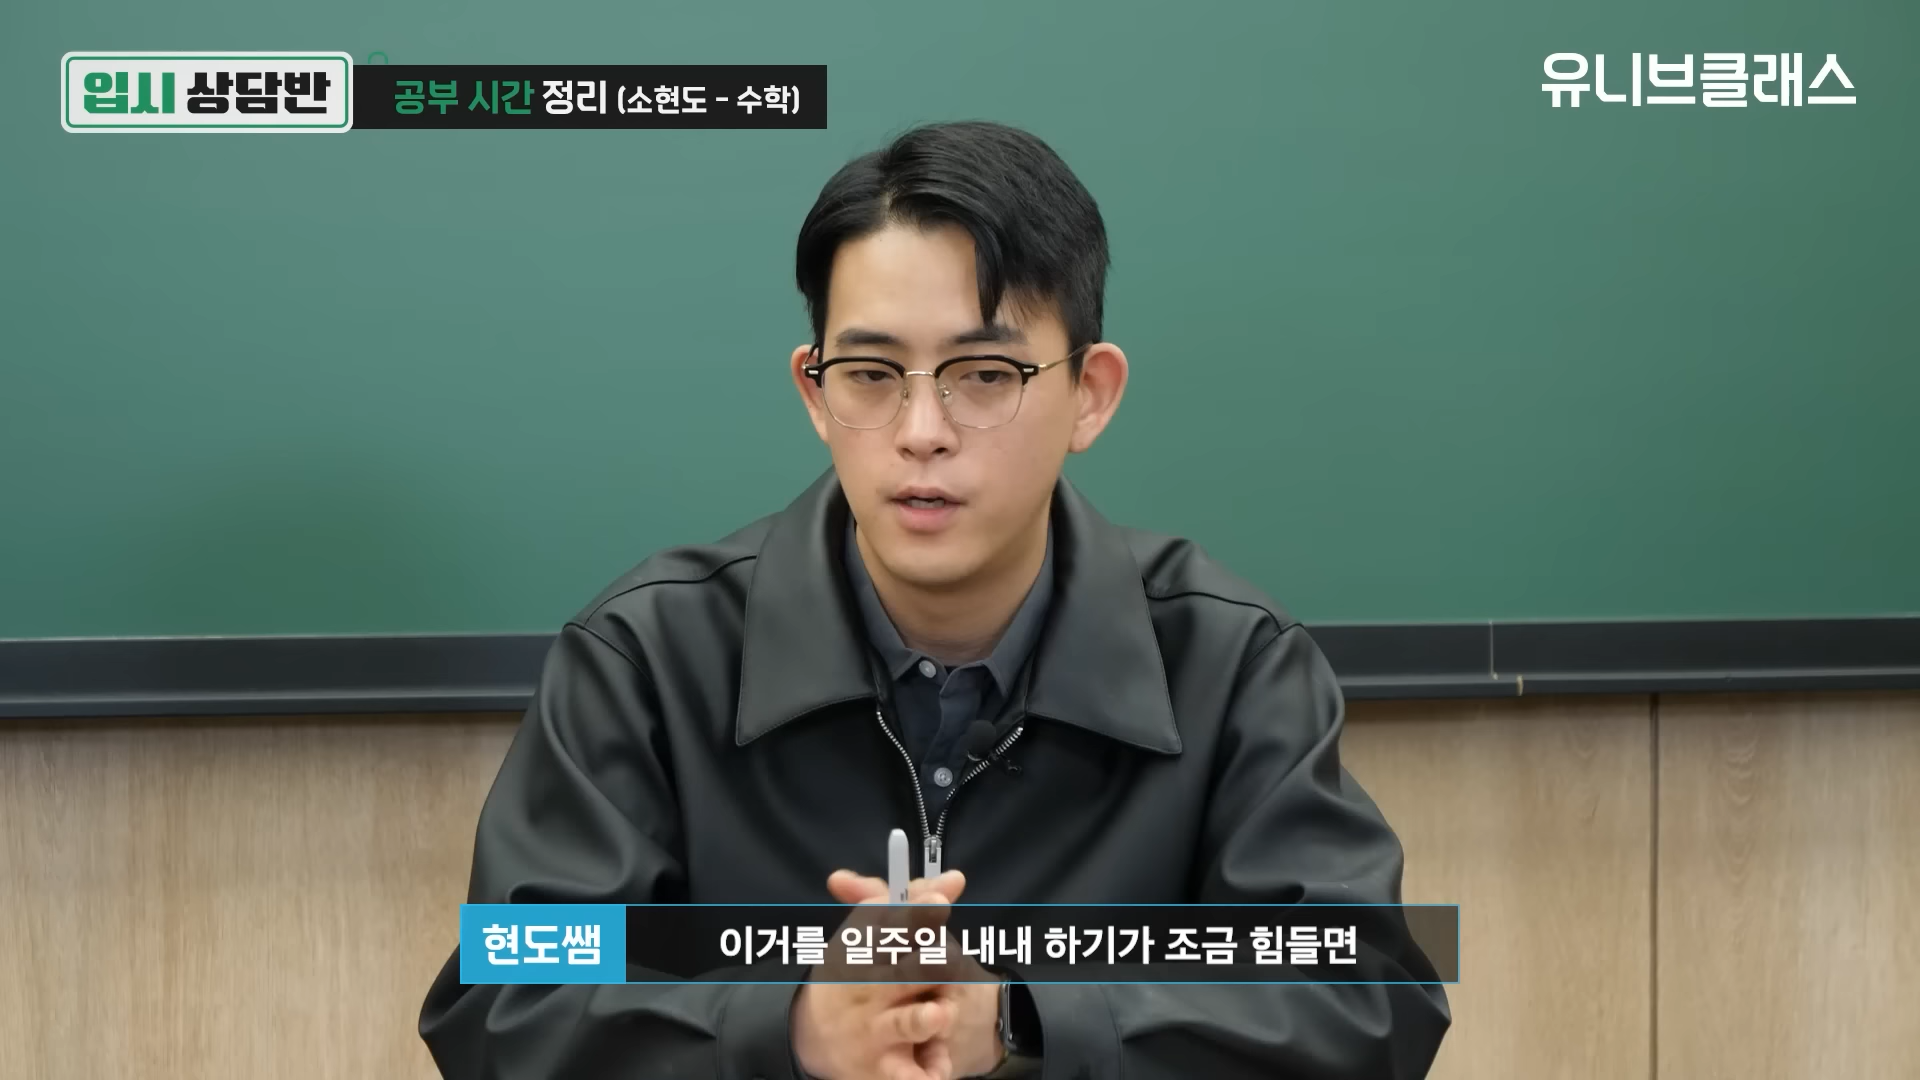 입시 상담반
공부 시간 정리 (소현도 - 수학)
유니브클래스
현도쌤
이거를 일주일 내내 하기가 조금 힘들면